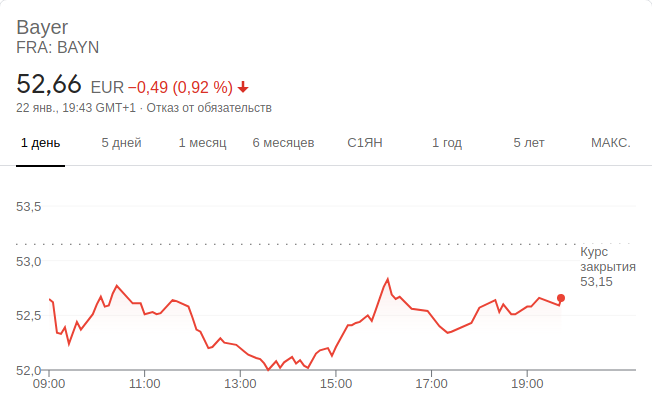 Bayer
FRA: BAYN
52,66 EUR −0,49 (0,92 %)
22 янв., 19:43 GMT+1 · Отказ от обязательств
1 день 5 дней 1 месяц 6 месяцев С1ЯН 1 год 5 лет МАКС.
53,5
Курс
53,0
закрытия
53,15
52,5
52,0
09:00 11:00 13:00 15:00 17:00 19:00